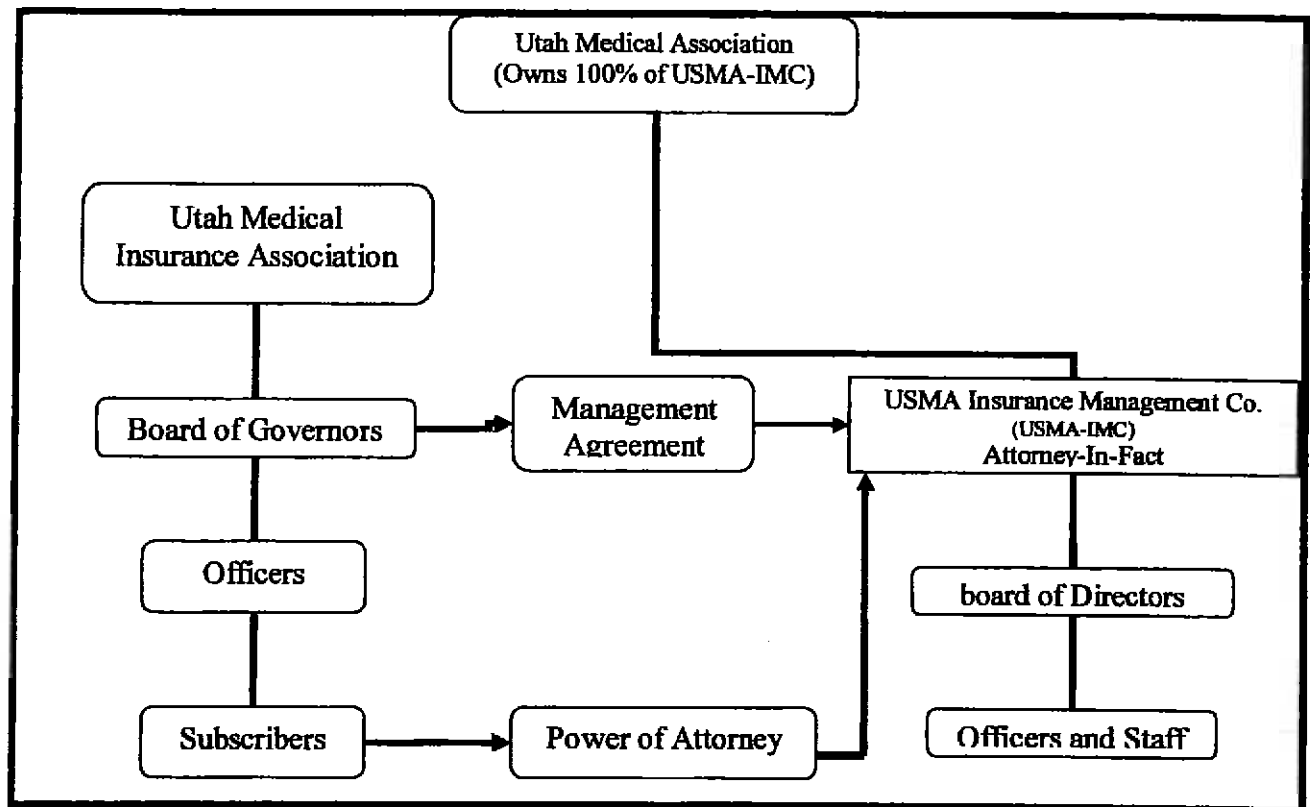 Utah Medical Association
(Owns 100% of USMA-IMC)
Utah Medical
Insurance Association
Board of Governors
Management
Agreement
USMA Insurance Management Co.
(USMA-IMC)
Attorney-In-Fact
Officers
board of Directors
Subscribers
Power of Attorney
Officers and Staff